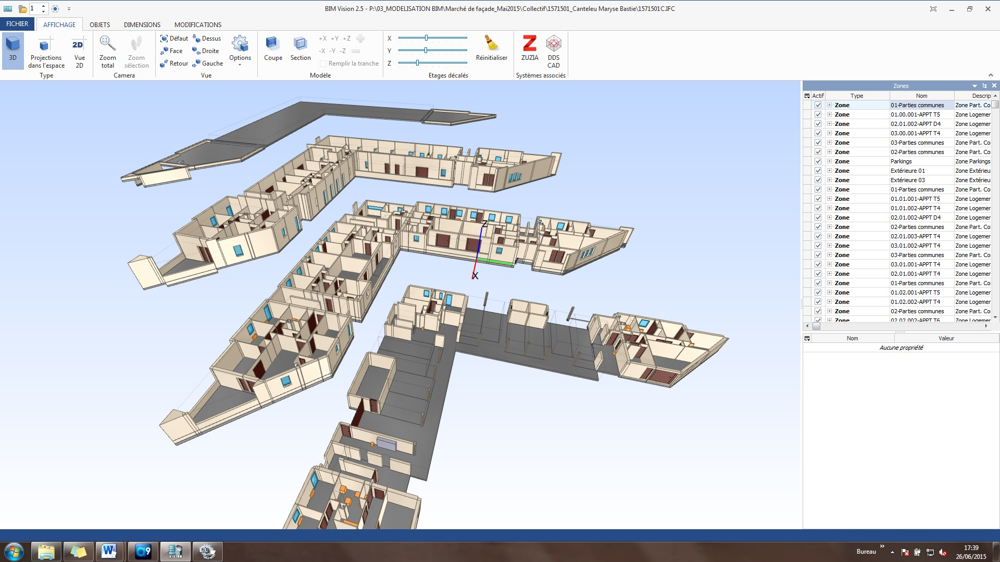 1
BIM Vision 2.5 - P:\03_MODELISATION BIM\Marché de façade_Mai2015\Collectif\1571501_Canteleu Maryse Bastie\1571501C.IFC
FICHIER AFFICHAGE OBJETS DIMENSIONS MODIFICATIONS
3D
Projections dans l'espace
2D
Vue 2D
Type
Zoom total
Zoom sélection
Camera
Défaut Dessus
Face Droite
Retour Gauche
Options
Vue
Coupe
Section
+X +Y +Z
-X -Y -Z
Remplir la tranche
Modèle
X
Y
Z
Réinitialiser
Etages décalés
ZUZIA
DDS CAD
Systèmes associés
Zones
Actif Type Nom Descrip
Zone 01-Parties communes Zone Part. Co
Zone 01.00.001-APPT T5 Zone Logemer
Zone 02.01.002-APPT D4 Zone Logemer
Zone 03.00.001-APPT T4 Zone Logemer
Zone 03-Parties communes Zone Part. Co
Zone 02-Parties communes Zone Part. Co
Zone Parkings Zone Parkings
Zone Extérieure 01 Zone Extérieu
Zone Extérieure 03 Zone Extérieu
Zone 01-Parties communes Zone Part. Co
Zone 01.01.001-APPT T5 Zone Logemer
Zone 01.01.002-APPT T4 Zone Logemer
Zone 02.01.002-APPT D4 Zone Logemer
Zone 02-Parties communes Zone Part. Co
Zone 02.01.003-APPT T4 Zone Logemer
Zone 03.01.002-APPT T4 Zone Logemer
Zone 03-Parties communes Zone Part. Co
Zone 03.01.001-APPT T4 Zone Logemer
Zone 02.01.001-APPT T4 Zone Logemer
Zone 01-Parties communes Zone Part. Co
Zone 01.02.001-APPT T5 Zone Logemer
Zone 01.02.002-APPT T4 Zone Logemer
Zone 02-Parties communes Zone Part. Co
Zone 02.02.002-APPT T6 Zone Logemer
Nom Valeur
Aucune propriété
Z
X
Bureau
17:39
26/06/2015